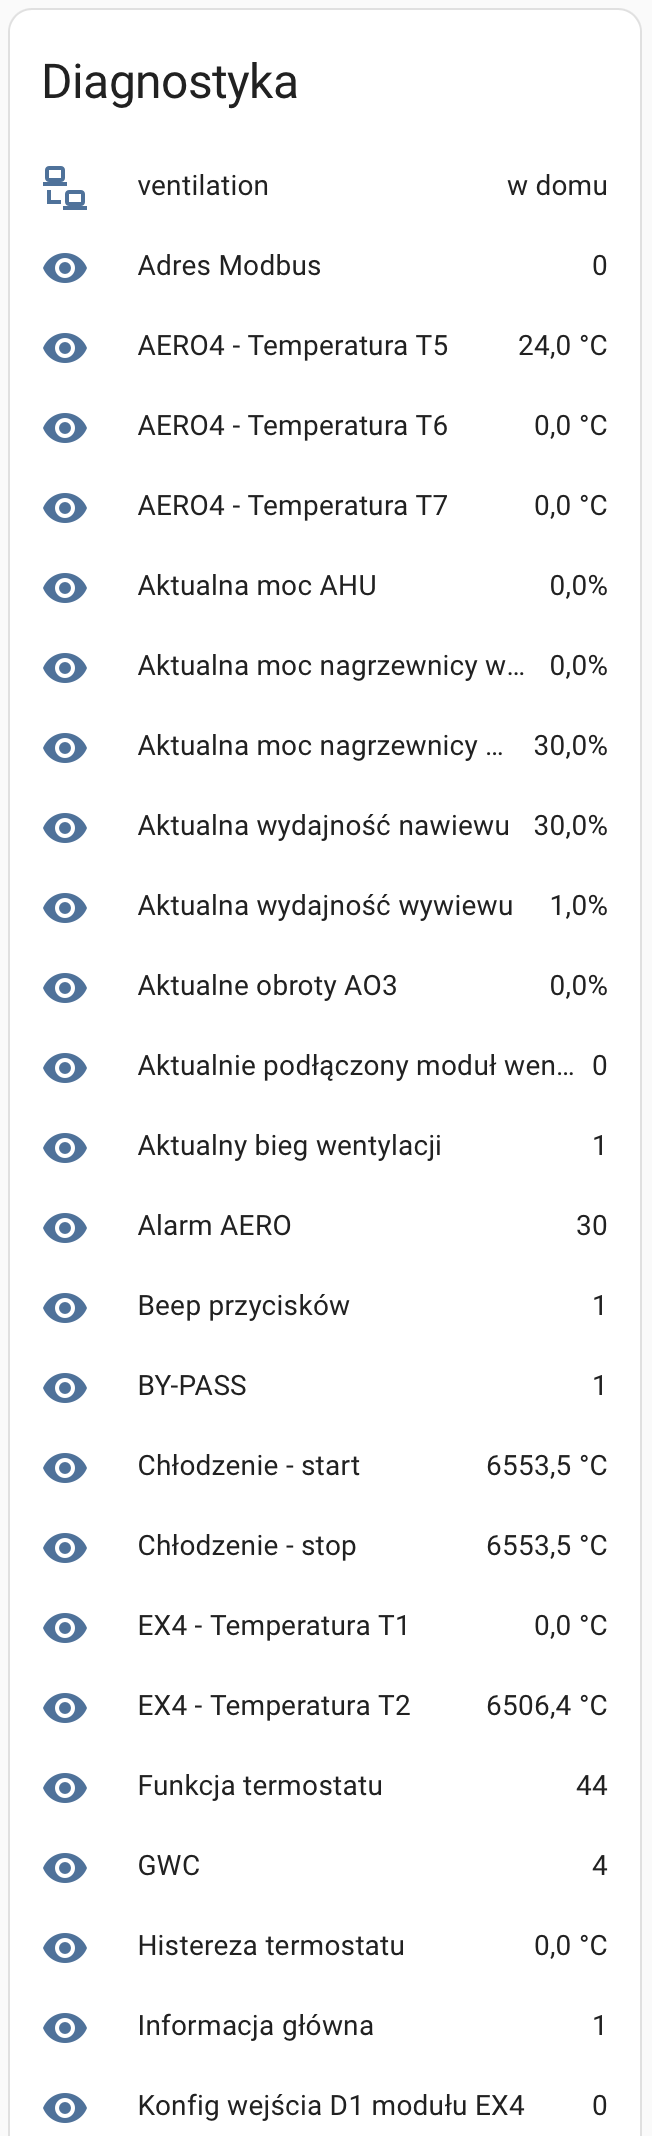 Diagnostyka
ventilation w domu
Adres Modbus 0
AERO4 - Temperatura T5 24,0 °C
AERO4 - Temperatura T6 0,0 °C
AERO4 - Temperatura T7 0,0 °C
Aktualna moc AHU 0,0%
Aktualna moc nagrzewnicy w... 0,0%
Aktualna moc nagrzewnicy ... 30,0%
Aktualna wydajność nawiewu 30,0%
Aktualna wydajność wywiewu 1,0%
Aktualne obroty AO3 0,0%
Aktualnie podłączony moduł wen... 0
Aktualny bieg wentylacji 1
Alarm AERO 30
Beep przycisków 1
BY-PASS 1
Chłodzenie - start 6553,5 °C
Chłodzenie - stop 6553,5 °C
EX4 - Temperatura T1 0,0 °C
EX4 - Temperatura T2 6506,4 °C
Funkcja termostatu 44
GWC 4
Histereza termostatu 0,0 °C
Informacja główna 1
Konfig wejścia D1 modułu EX4 0